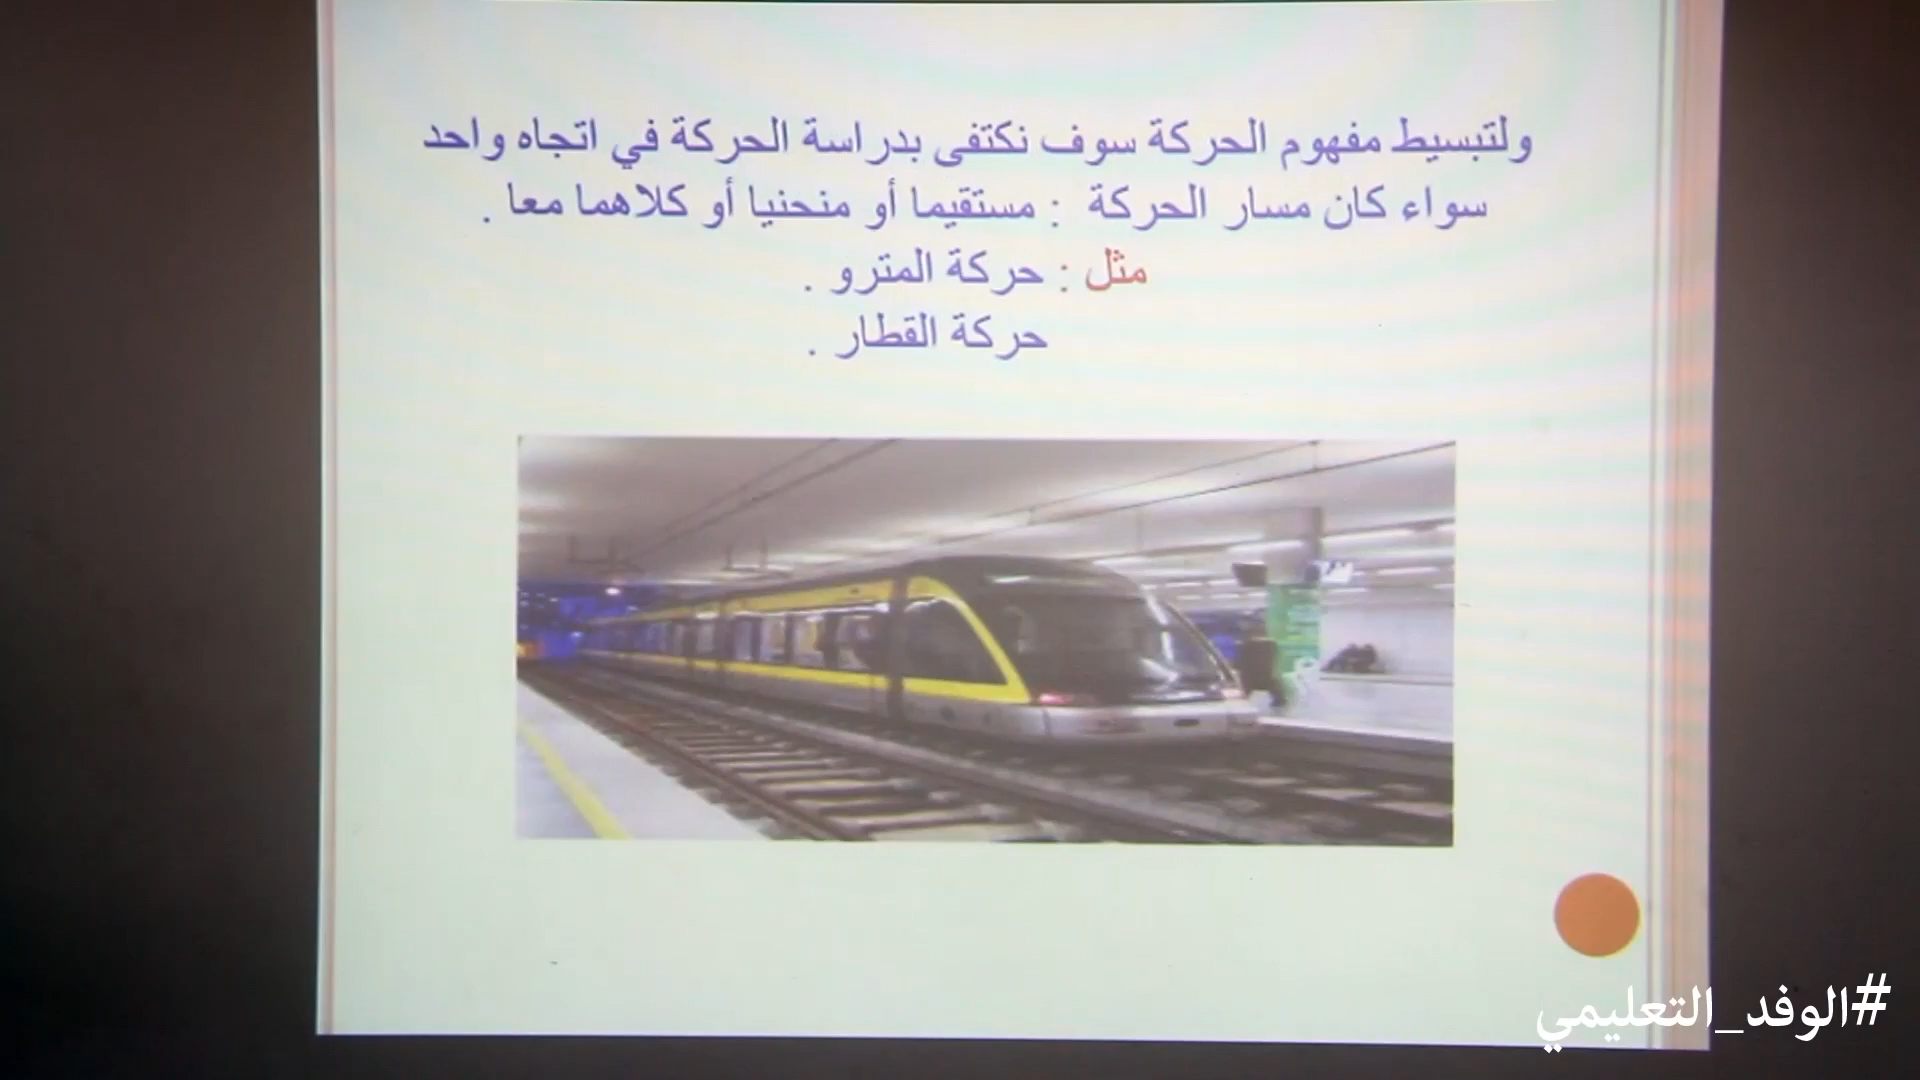 ولتبسيط مفهوم الحركة سوف نكتفى بدراسة الحركة في اتجاه واحد
سواء كان مسار الحركة : مستقيما أو منحنيا أو كلاهما معا .
مثل : حركة المترو .
حركة القطار .
#الوفد_التعليمي